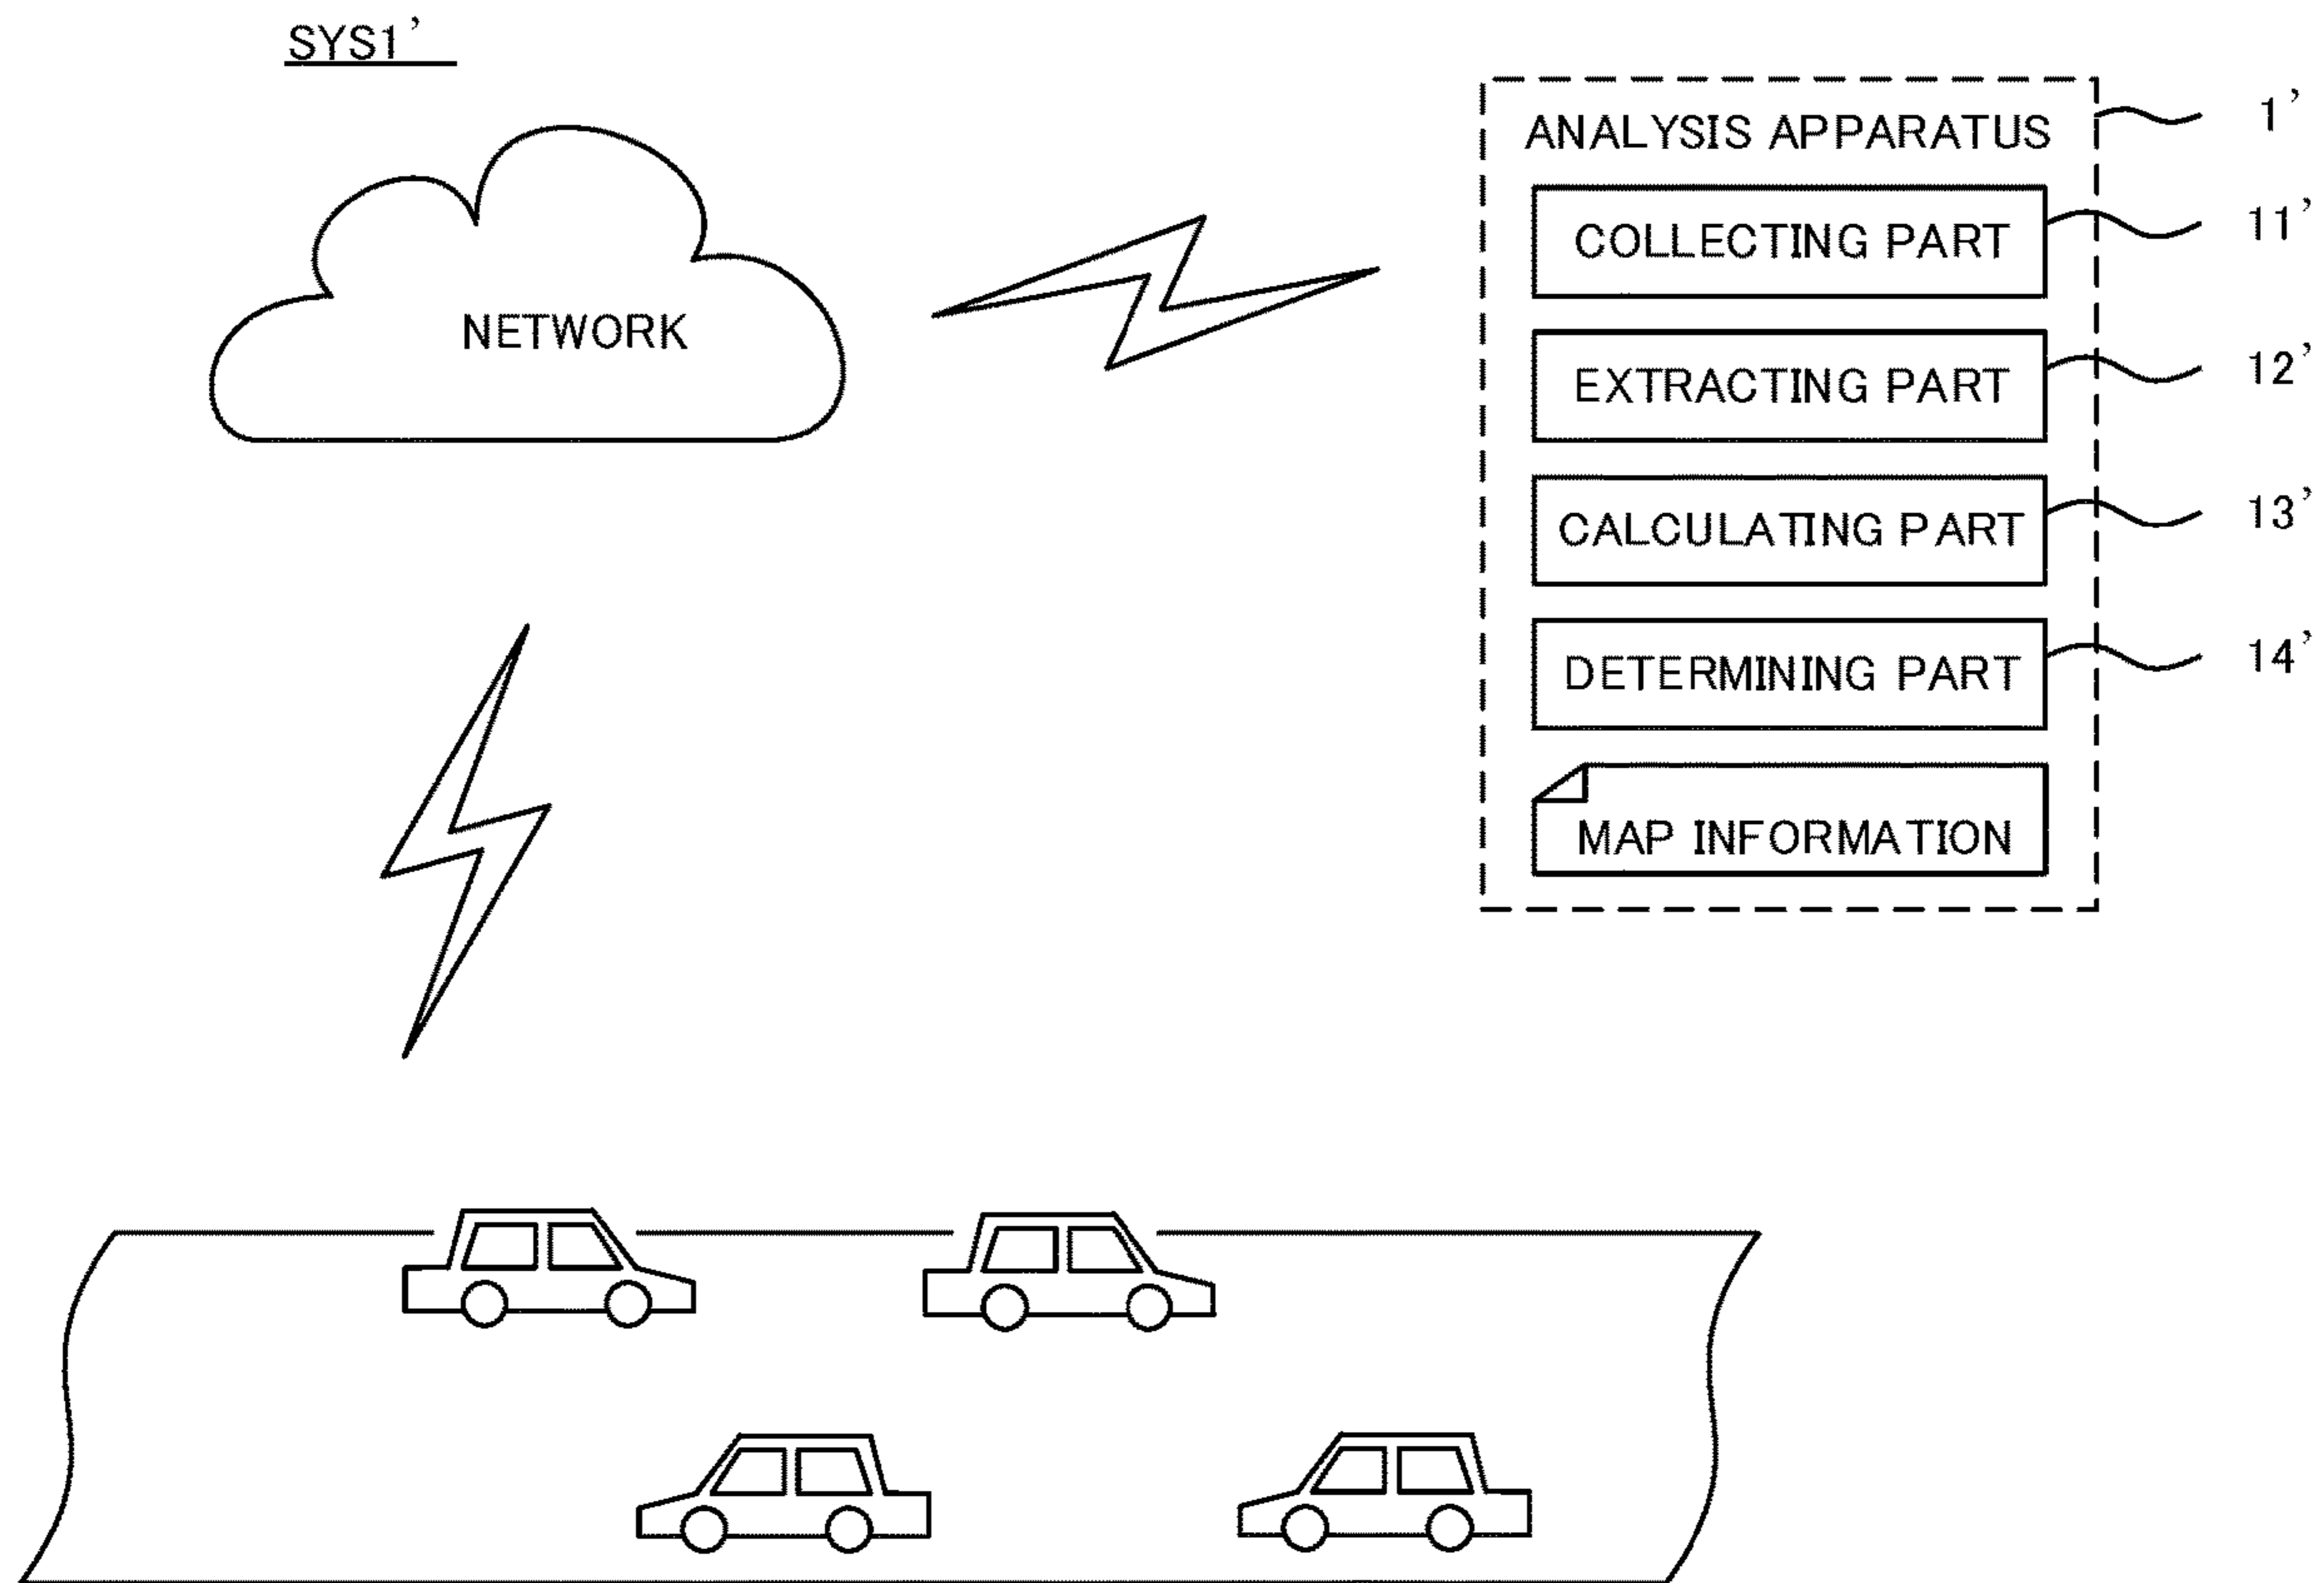 SYS1’
ANALYSIS APPARATUS
1’
COLLECTING PART
11’
NETWORK
EXTRACTING PART
12’
CALCULATING PART
13’
DETERMINING PART
14’
MAP INFORMATION